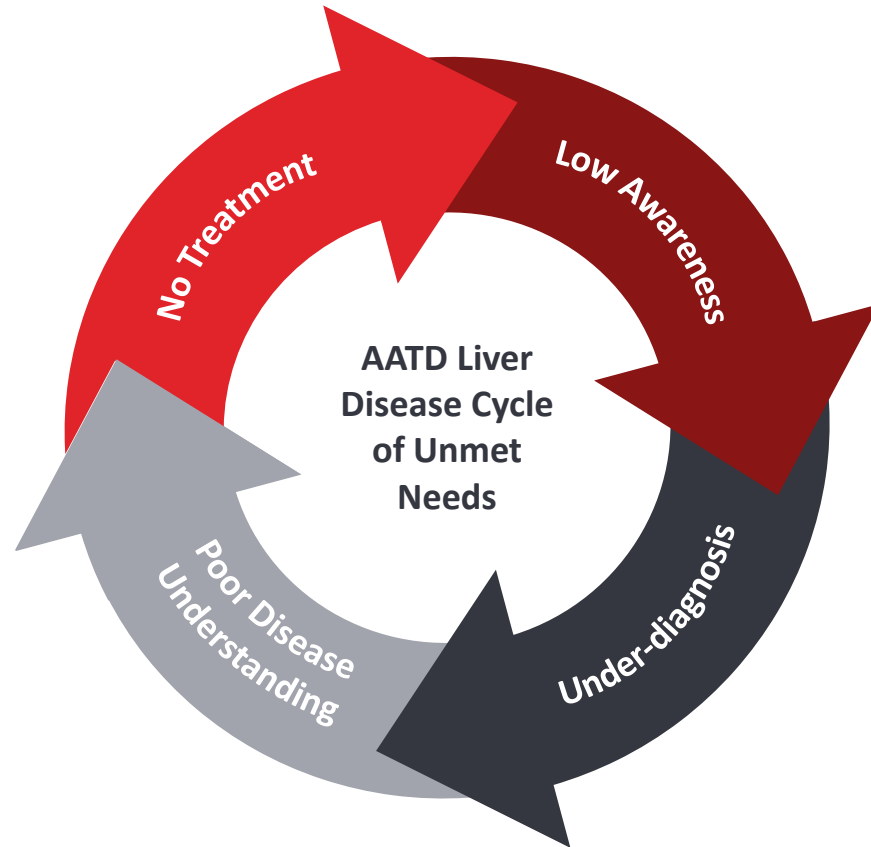 No Treatment
Low Awareness
AATD Liver
Disease Cycle
of Unmet
Needs
Under-diagnosis
Poor Disease
Understanding